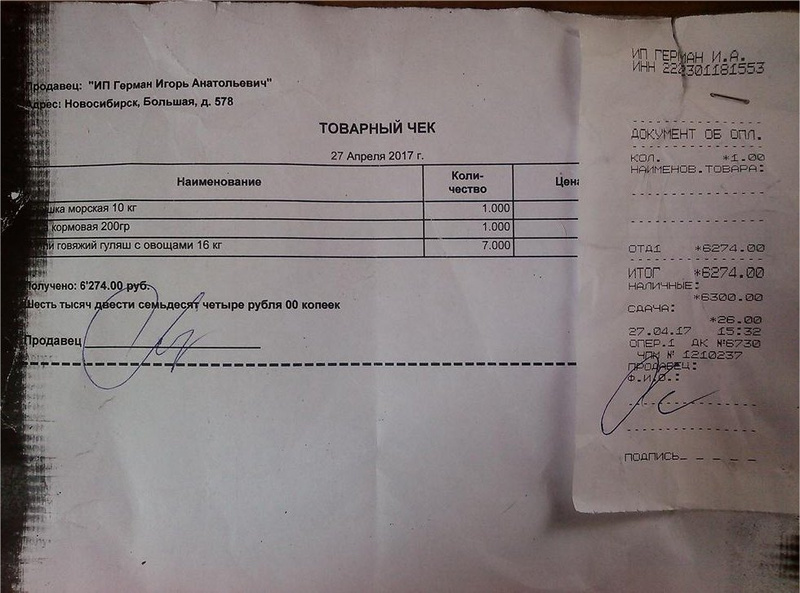 Продавец: "ИП Герман Игорь Анатольевич"
Адрес: Новосибирск, Большая, д. 578
ТОВАРНЫЙ ЧЕК
27 Апреля 2017 г.
Наименование
Коли-
чество
Цена
шка морская 10 кг
1.000
кормовая 200гр
1.000
говяжий гуляш с овощами 16 кг
7.000
Получено: 6'274.00 руб.
Шесть тысяч двести семьдесят четыре рубля 00 копеек
Продавец
ИП ГЕРМАН И.А.
ИНН 222301181553
ДОКУМЕНТ ОБ ОПЛ.
КОЛ. *1.00
НАИМЕНОВ.ТОВАРА:
ОТД1 *6274.00
ИТОГ *6274.00
НАЛИЧНЫЕ:
*6300.00
СДАЧА:
*26.00
27.04.17 15:32
ОПЕР.1 ДК №6730
ЧПМ № 1210237
ПРОДАВЕЦ:
Ф.И.О.:
ПОДПИСЬ